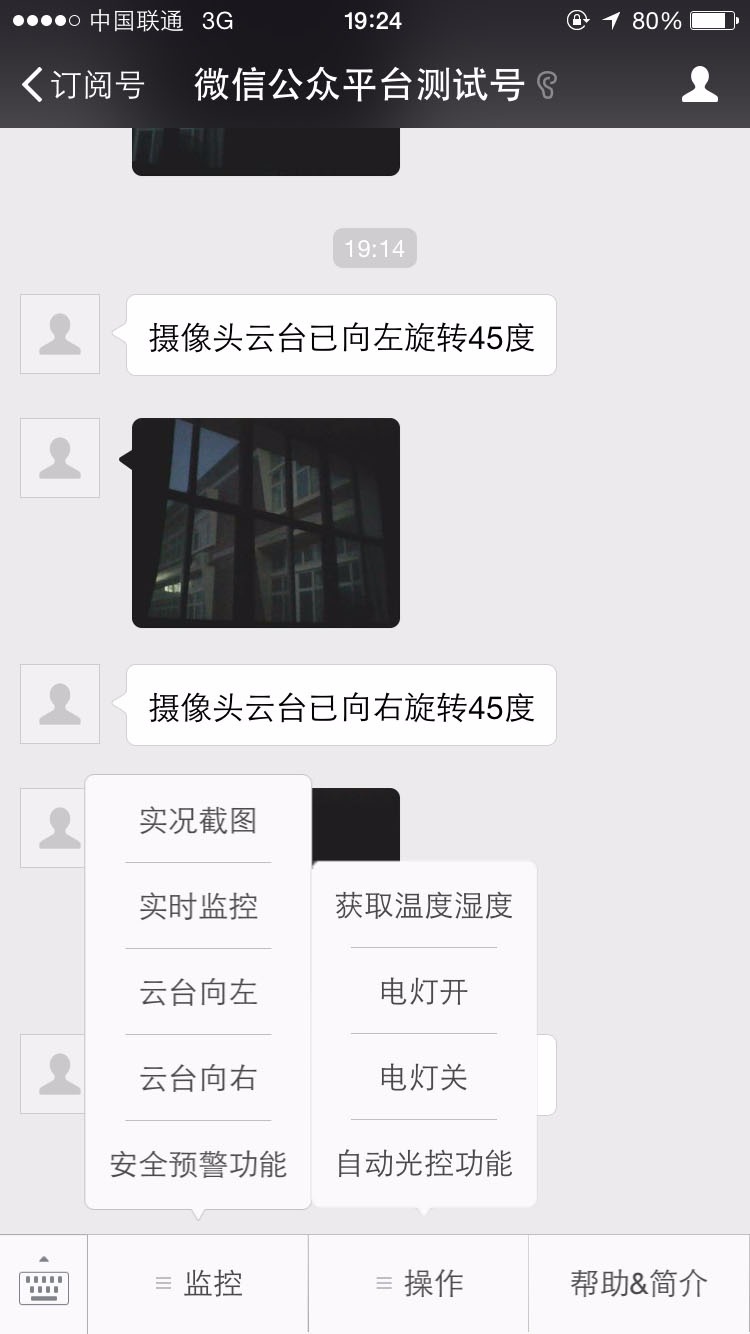 中国联通 3G 19:24 80%
订阅号 微信公众平台测试号
19:14
摄像头云台已向左旋转45度
摄像头云台已向右旋转45度
实况截图
实时监控
云台向左
云台向右
安全预警功能
获取温度湿度
电灯开
电灯关
自动光控功能
监控 操作 帮助&简介